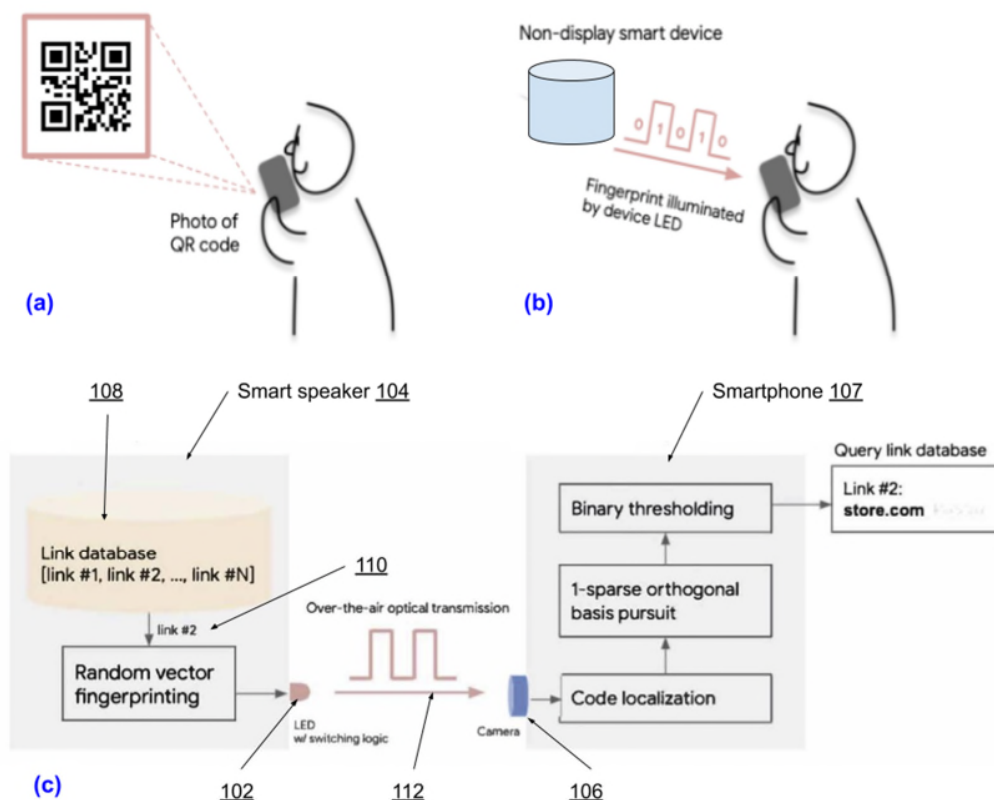 Photo of
QR code
(a)
Non-display smart device
0 1 0 1 0
Fingerprint illuminated
by device LED
(b)
108
Smart speaker 104
Smartphone 107
Link database
[link #1, link #2, ..., link #N]
link #2
110
Random vector
fingerprinting
Over-the-air optical transmission
LED
w/ switching logic
Camera
Binary thresholding
1-sparse orthogonal
basis pursuit
Code localization
Query link database
Link #2:
store.com
(c)
102
112
106